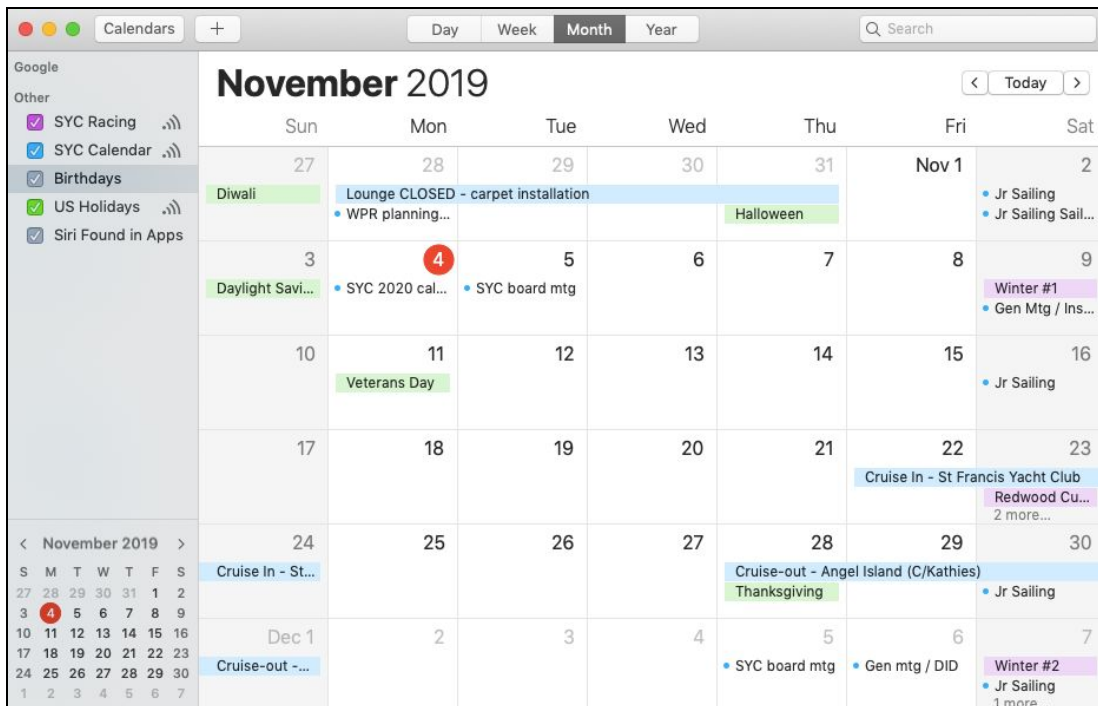 Calendars + Day Week Month Year Search
Google
Other
SYC Racing
SYC Calendar
Birthdays
US Holidays
Siri Found in Apps
November 2019
< Today >
Sun Mon Tue Wed Thu Fri Sat
27 28 29 30 31 Nov 1 2
Diwali Lounge CLOSED - carpet installation • Jr Sailing
• WPR planning... Halloween • Jr Sailing Sail...
3 4 5 6 7 8 9
Daylight Savi... • SYC 2020 cal... • SYC board mtg Winter #1
• Gen Mtg / Ins...
10 11 12 13 14 15 16
Veterans Day • Jr Sailing
17 18 19 20 21 22 23
Cruise In - St Francis Yacht Club
Redwood Cu...
2 more...
24 25 26 27 28 29 30
Cruise In - St... Cruise-out - Angel Island (C/Kathies)
Thanksgiving • Jr Sailing
Dec 1 2 3 4 5 6 7
Cruise-out -... • SYC board mtg • Gen mtg / DID Winter #2
• Jr Sailing
1 more
< November 2019 >
S M T W T F S
27 28 29 30 31 1 2
3 4 5 6 7 8 9
10 11 12 13 14 15 16
17 18 19 20 21 22 23
24 25 26 27 28 29 30
1 2 3 4 5 6 7